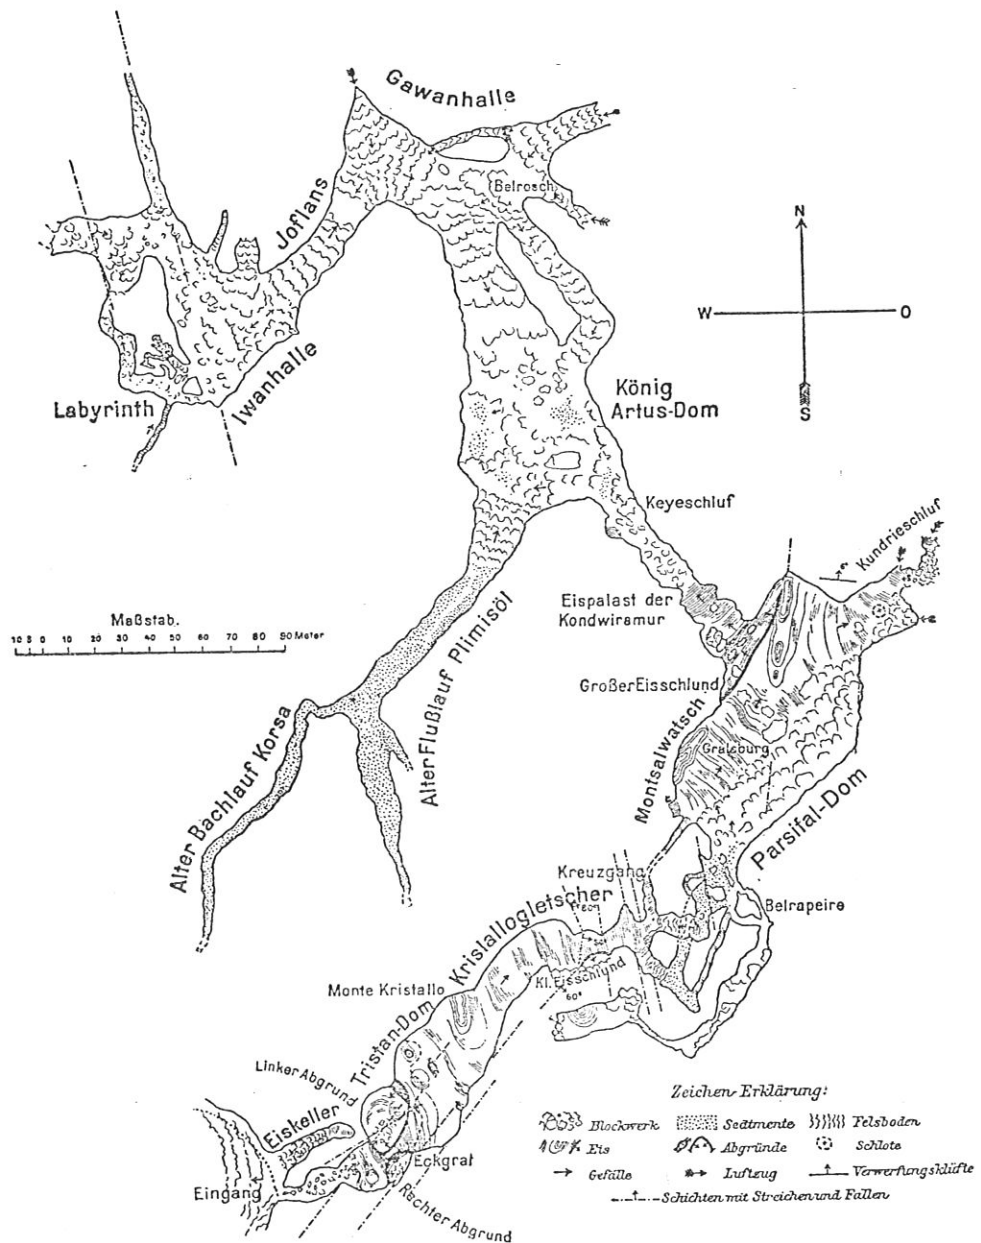 Gawanhalle
Belrosch
Joflans
Iwanhalle
Labyrinth
N
W
O
S
König
Artus-Dom
Keyeschluf
Kundrieschluf
Eispalast der
Kondwiramur
Großer Eisschlund
Montsalwatsch
Gralsburg
Parsifal-Dom
Maßstab.
10 5 0 10 20 30 40 50 60 70 80 90 Meter
Alter Flußlauf Plimisöl
Alter Bachlauf Korsa
Kreuzgang
Belrapeire
Kristallogletscher
Kl. Eisschlund
60°
Monte Kristallo
Tristan-Dom
Linker Abgrund
Eiskeller
Eingang
Eckgrat
Rechter Abgrund
Zeichen-Erklärung:
Blockwerk Sedimente Felsboden
Eis Abgründe Schlote
Gefälle Luftzug Verwerfungsklüfte
Schichten mit Streichen und Fallen